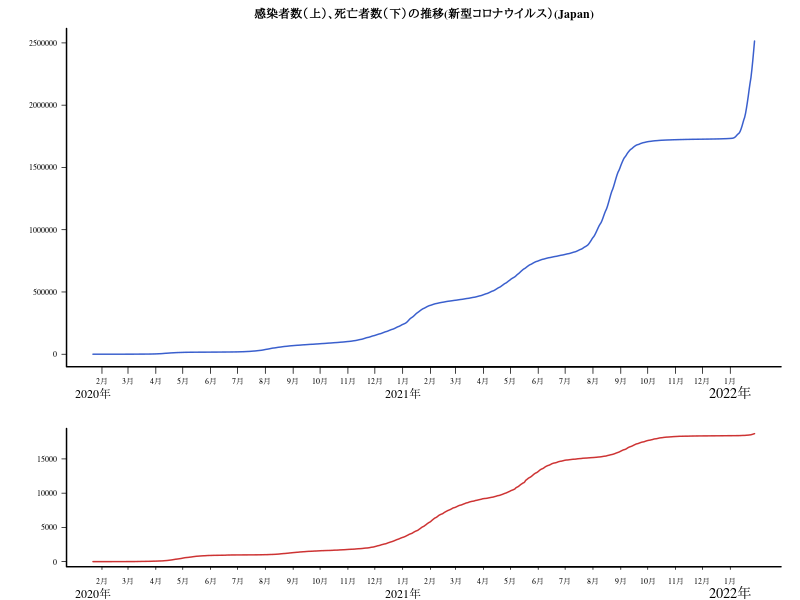 感染者数（上）、死亡者数（下）の推移(新型コロナウイルス）(Japan)
2500000
2000000
1500000
1000000
500000
0
2月 3月 4月 5月 6月 7月 8月 9月 10月 11月 12月 1月 2月 3月 4月 5月 6月 7月 8月 9月 10月 11月 12月 1月
2020年 2021年 2022年
15000
10000
5000
0
2月 3月 4月 5月 6月 7月 8月 9月 10月 11月 12月 1月 2月 3月 4月 5月 6月 7月 8月 9月 10月 11月 12月 1月
2020年 2021年 2022年